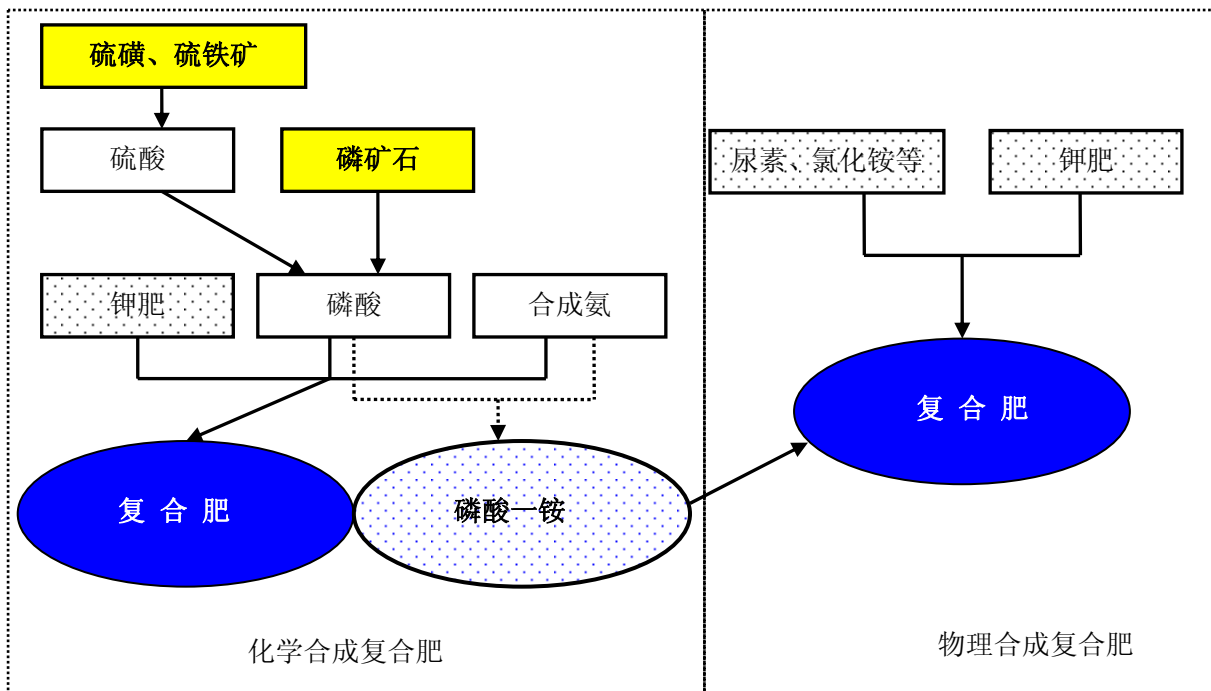 硫磺、硫铁矿
硫酸
磷矿石
尿素、氯化铵等
钾肥
钾肥
磷酸
合成氨
复 合 肥
复 合 肥
磷酸一铵
化学合成复合肥
物理合成复合肥